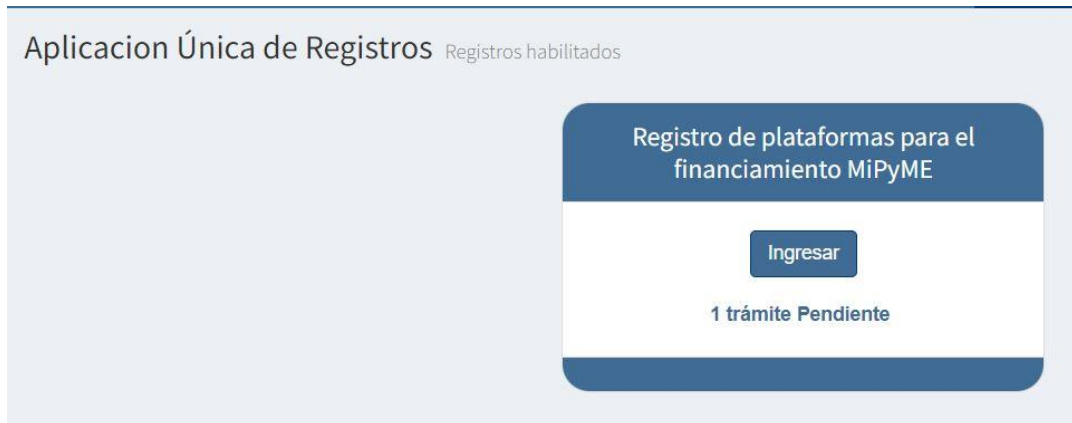 Aplicacion Única de Registros Registros habilitados
Registro de plataformas para el
financiamiento MiPyME
Ingresar
1 trámite Pendiente